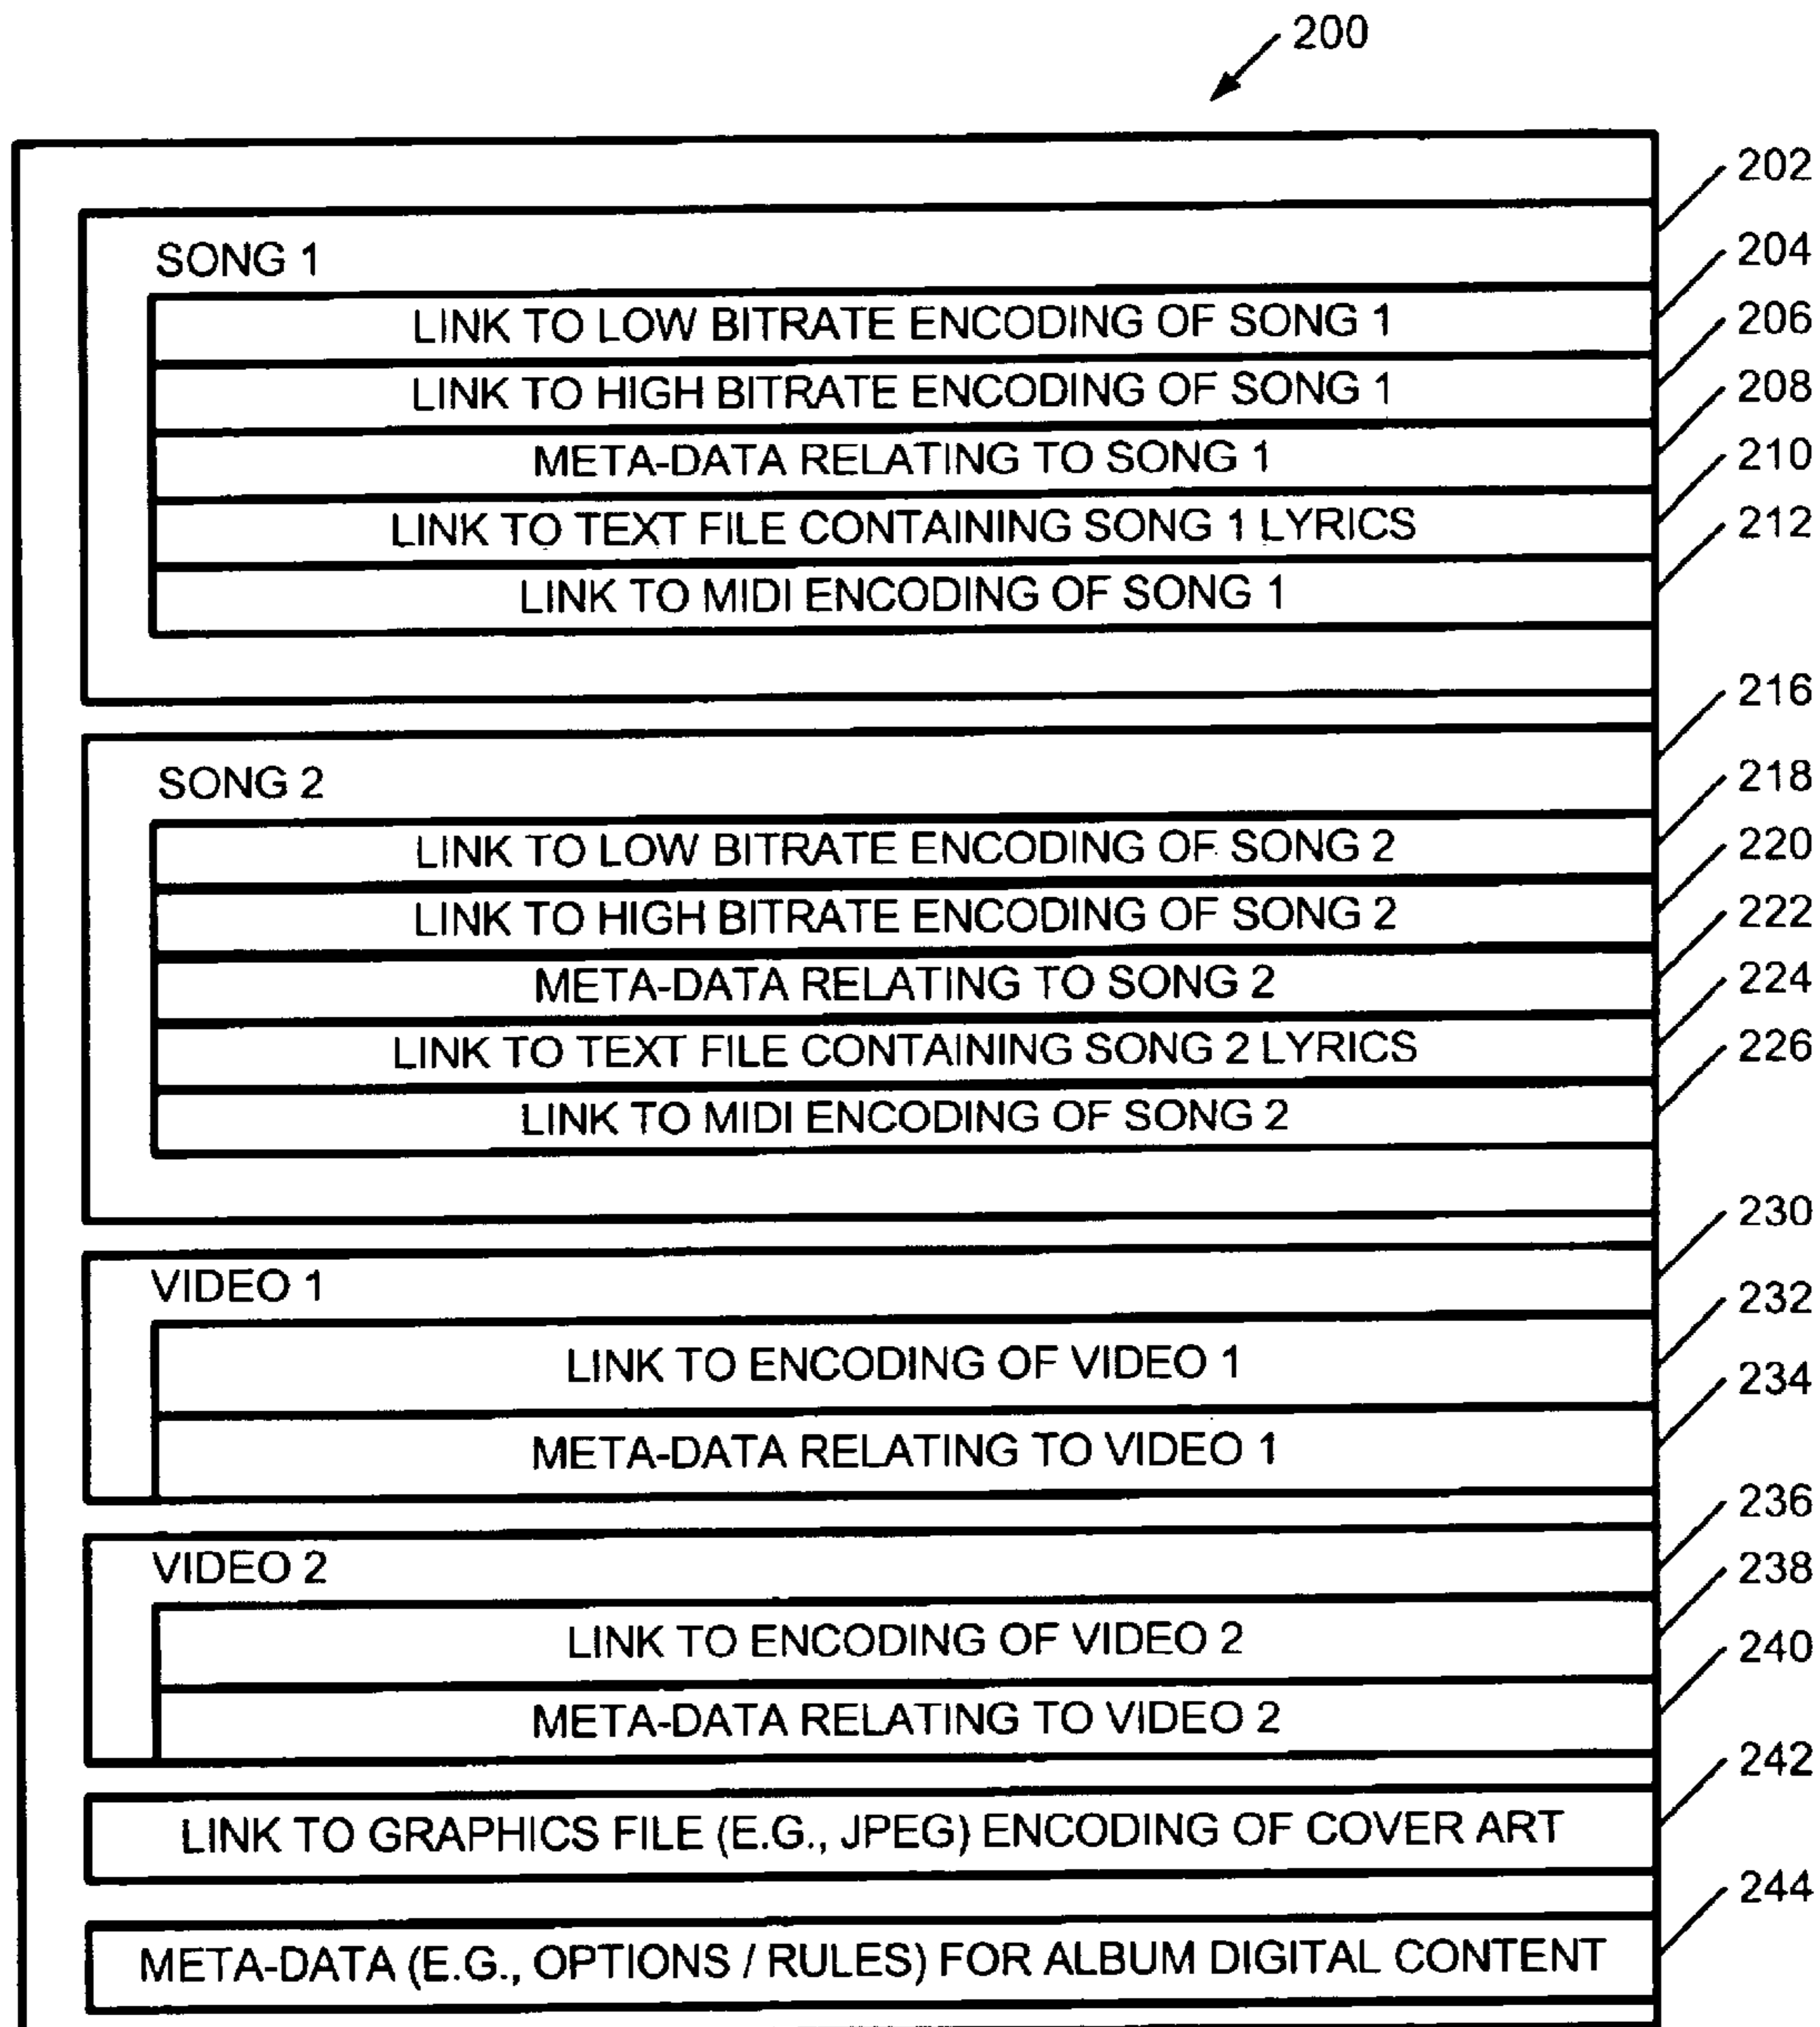 200
202
SONG 1
204
LINK TO LOW BITRATE ENCODING OF SONG 1
206
LINK TO HIGH BITRATE ENCODING OF SONG 1
208
META-DATA RELATING TO SONG 1
210
LINK TO TEXT FILE CONTAINING SONG 1 LYRICS
212
LINK TO MIDI ENCODING OF SONG 1
216
SONG 2
218
LINK TO LOW BITRATE ENCODING OF SONG 2
220
LINK TO HIGH BITRATE ENCODING OF SONG 2
222
META-DATA RELATING TO SONG 2
224
LINK TO TEXT FILE CONTAINING SONG 2 LYRICS
226
LINK TO MIDI ENCODING OF SONG 2
230
VIDEO 1
232
LINK TO ENCODING OF VIDEO 1
234
META-DATA RELATING TO VIDEO 1
236
VIDEO 2
238
LINK TO ENCODING OF VIDEO 2
240
META-DATA RELATING TO VIDEO 2
242
LINK TO GRAPHICS FILE (E.G., JPEG) ENCODING OF COVER ART
244
META-DATA (E.G., OPTIONS / RULES) FOR ALBUM DIGITAL CONTENT